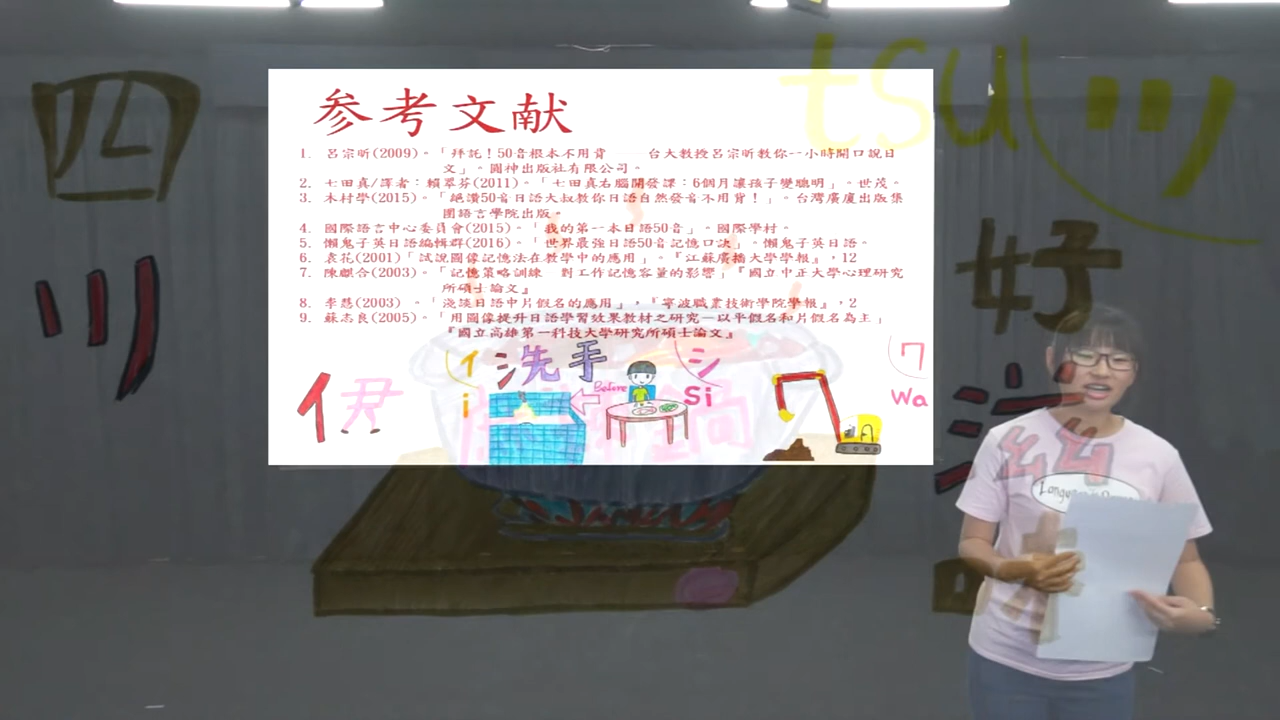 参考文献
1. 呂宗昕(2009)。「拜託！50音根本不用背 台大教授呂宗昕教你一小時開口說日
文」。圓神出版社有限公司。
2. 七田真/譯者：賴翠芬(2011)。「七田真右腦開發課：6個月讓孩子變聰明」。世茂。
3. 木村學(2015)。「絕讚50音日語大叔教你日語自然發音不用背！」。台灣廣廈出版集
團語言學院出版。
4. 國際語言中心委員會(2015)。「我的第一本日語50音」。國際學村。
5. 懶鬼子英日語編輯群(2016)。「世界最強日語50音記憶口訣」。懶鬼子英日語。
6. 袁花(2001)「試說圖像記憶法在教學中的應用」。『江蘇廣播大學學報』，12
7. 陳麒合(2003)。「記憶策略訓練 對工作記憶容量的影響」『國立中正大學心理研究
所碩士論文』
8. 李慧(2003) 。「淺談日語中片假名的應用」，『寧波職業技術學院學報』，2
9. 蘇志良(2005)。「用圖像提升日語學習效果教材之研究－以平假名和片假名為主」
『國立高雄第一科技大學研究所碩士論文』
イ 洗手 シ ワ
伊 i Before Si Wa
四 tsu ツ
ツ 好